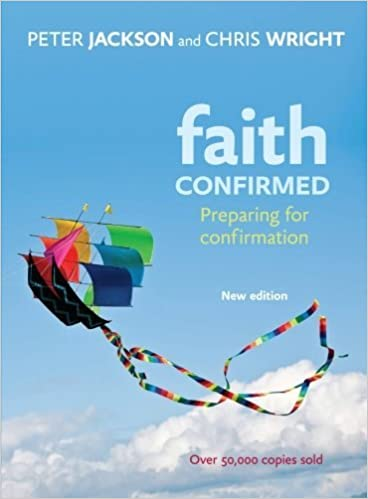 PETER JACKSON and CHRIS WRIGHT
faith
CONFIRMED
Preparing for
confirmation
New edition
Over 50,000 copies sold